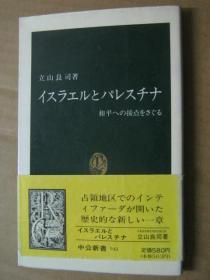 立山良司著
イスラエルとパレスチナ
和平への接点をさぐる
占領地区でのインテ
ィファーダが開いた
歴史的な新しい一章
イスラエルと
パレスチナ
立山良司著
中公新書 941
定価580円